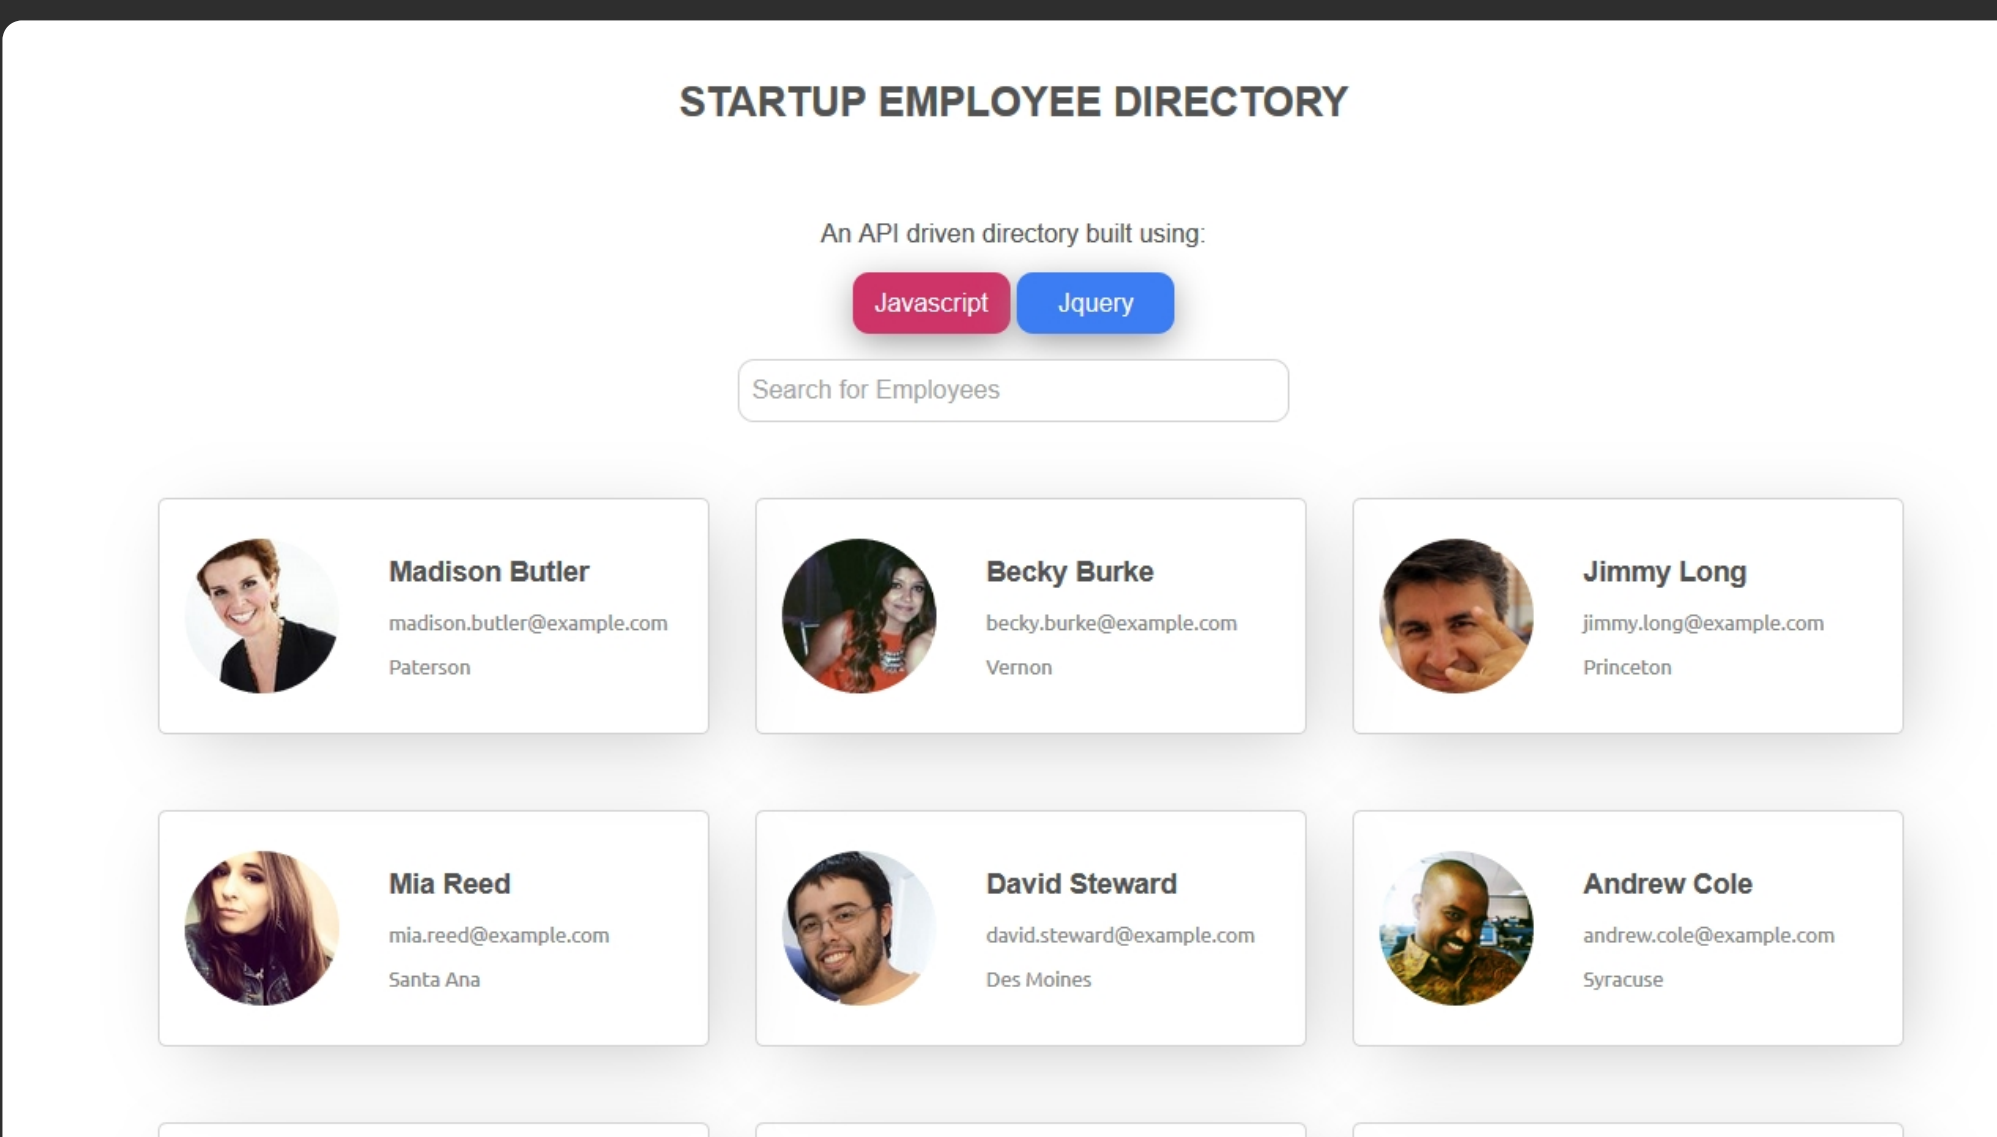 STARTUP EMPLOYEE DIRECTORY
An API driven directory built using:
Javascript
Jquery
Search for Employees
Madison Butler
madison.butler@example.com
Paterson
Becky Burke
becky.burke@example.com
Vernon
Jimmy Long
jimmy.long@example.com
Princeton
Mia Reed
mia.reed@example.com
Santa Ana
David Steward
david.steward@example.com
Des Moines
Andrew Cole
andrew.cole@example.com
Syracuse